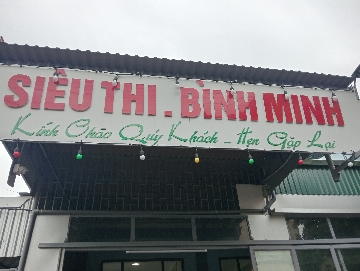 SIÊU THỊ . BÌNH MINH
Kính Chào Quý Khách - Hẹn Gặp Lại